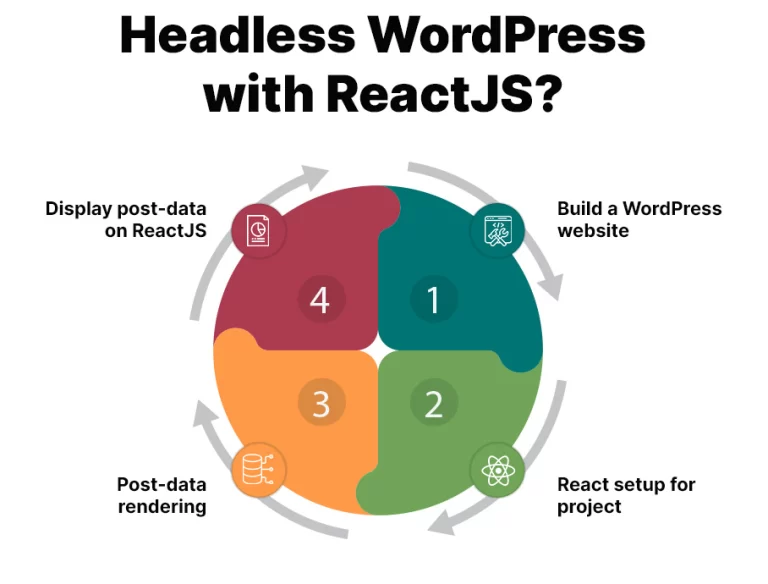 Headless WordPress
with ReactJS?
Display post-data
on ReactJS
Build a WordPress
website
4
1
3
2
Post-data
rendering
React setup for
project